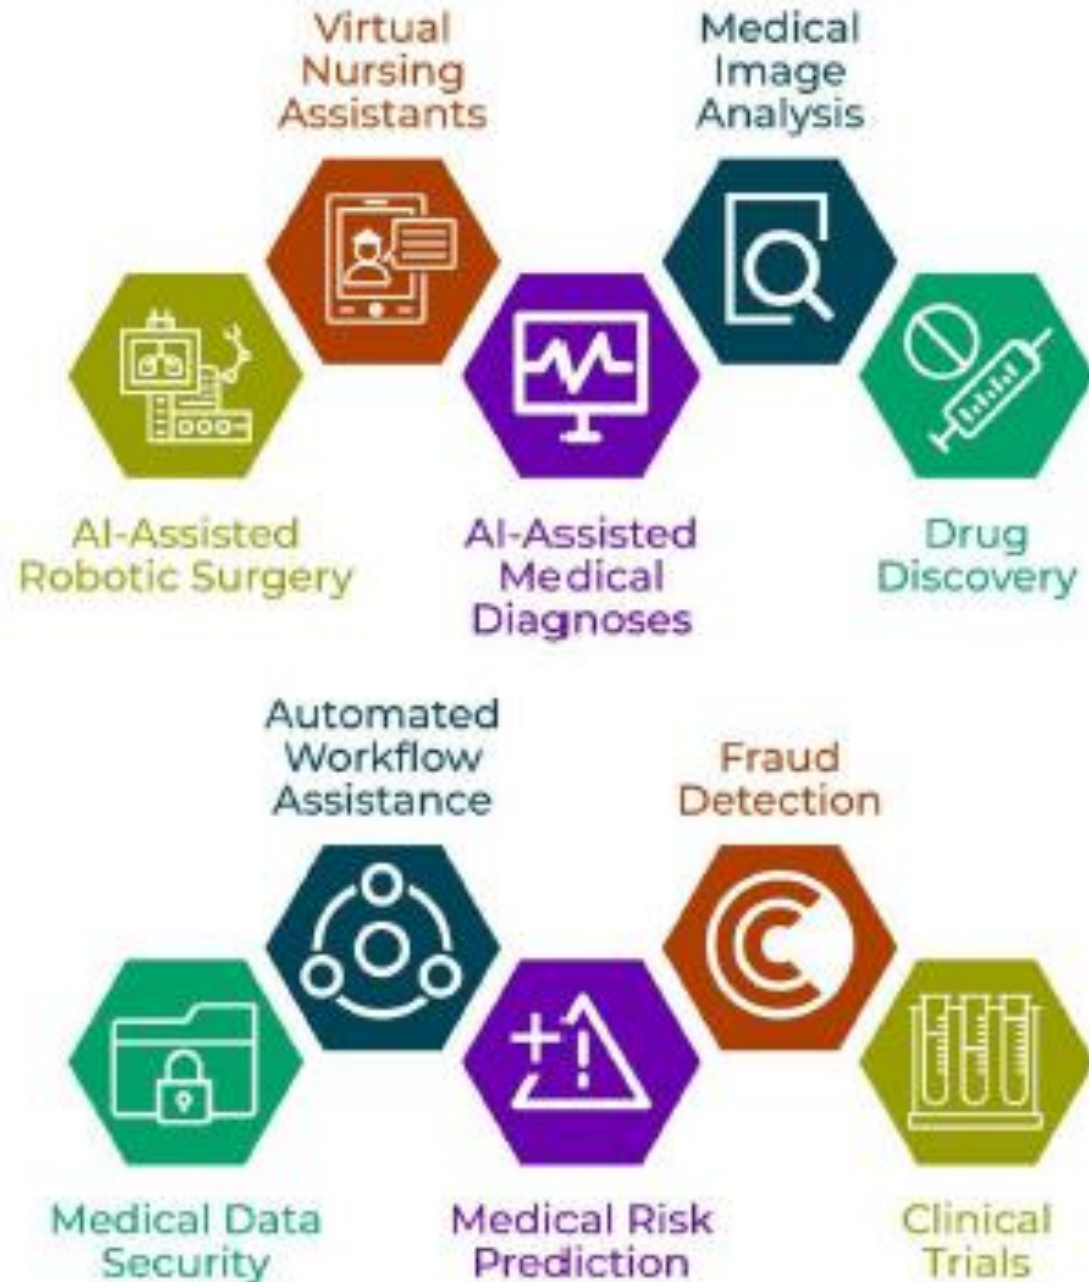 Virtual
Nursing
Assistants
Medical
Image
Analysis
AI-Assisted
Robotic Surgery
AI-Assisted
Medical
Diagnoses
Drug
Discovery
Automated
Workflow
Assistance
Fraud
Detection
Medical Data
Security
Medical Risk
Prediction
Clinical
Trials